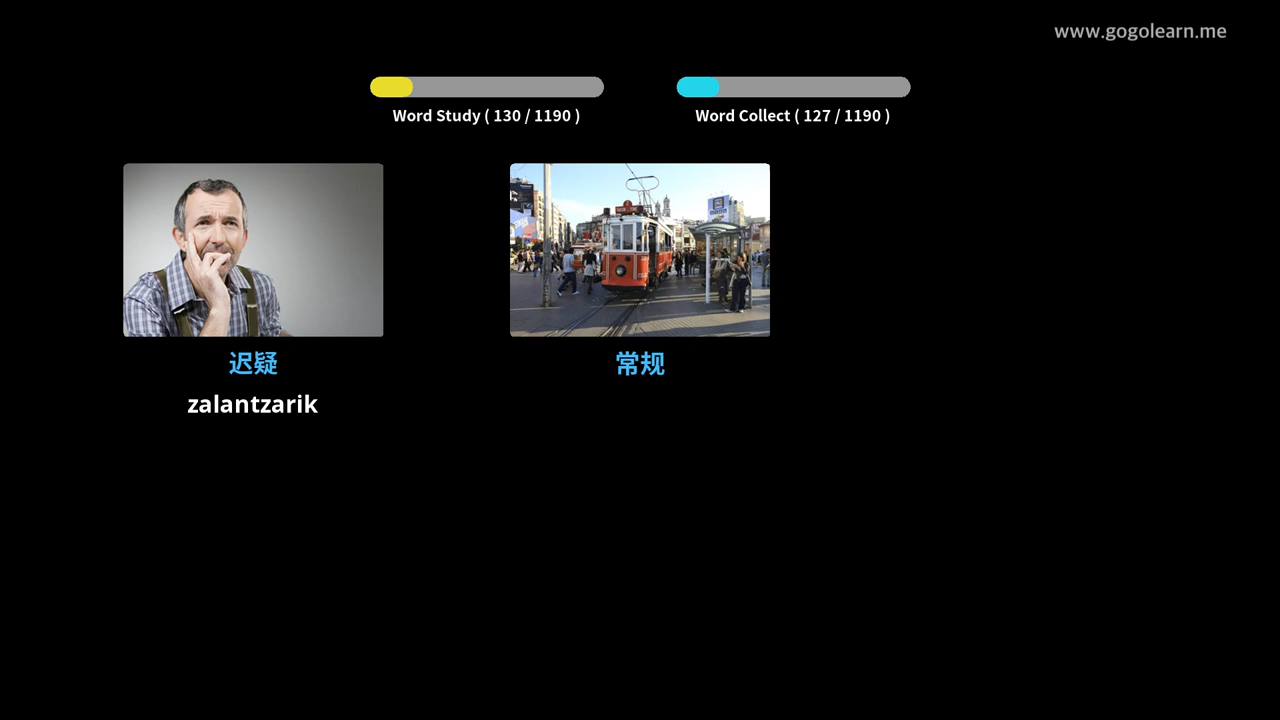 www.gogolearn.me
Word Study ( 130 / 1190 )
Word Collect ( 127 / 1190 )
迟疑
常规
zalantzarik